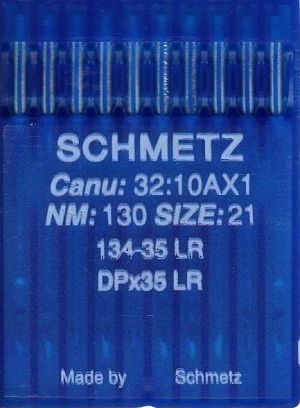 SCHMETZ
Canu: 32:10AX1
NM: 130 SIZE: 21
134-35 LR
DPx35 LR
Made by Schmetz